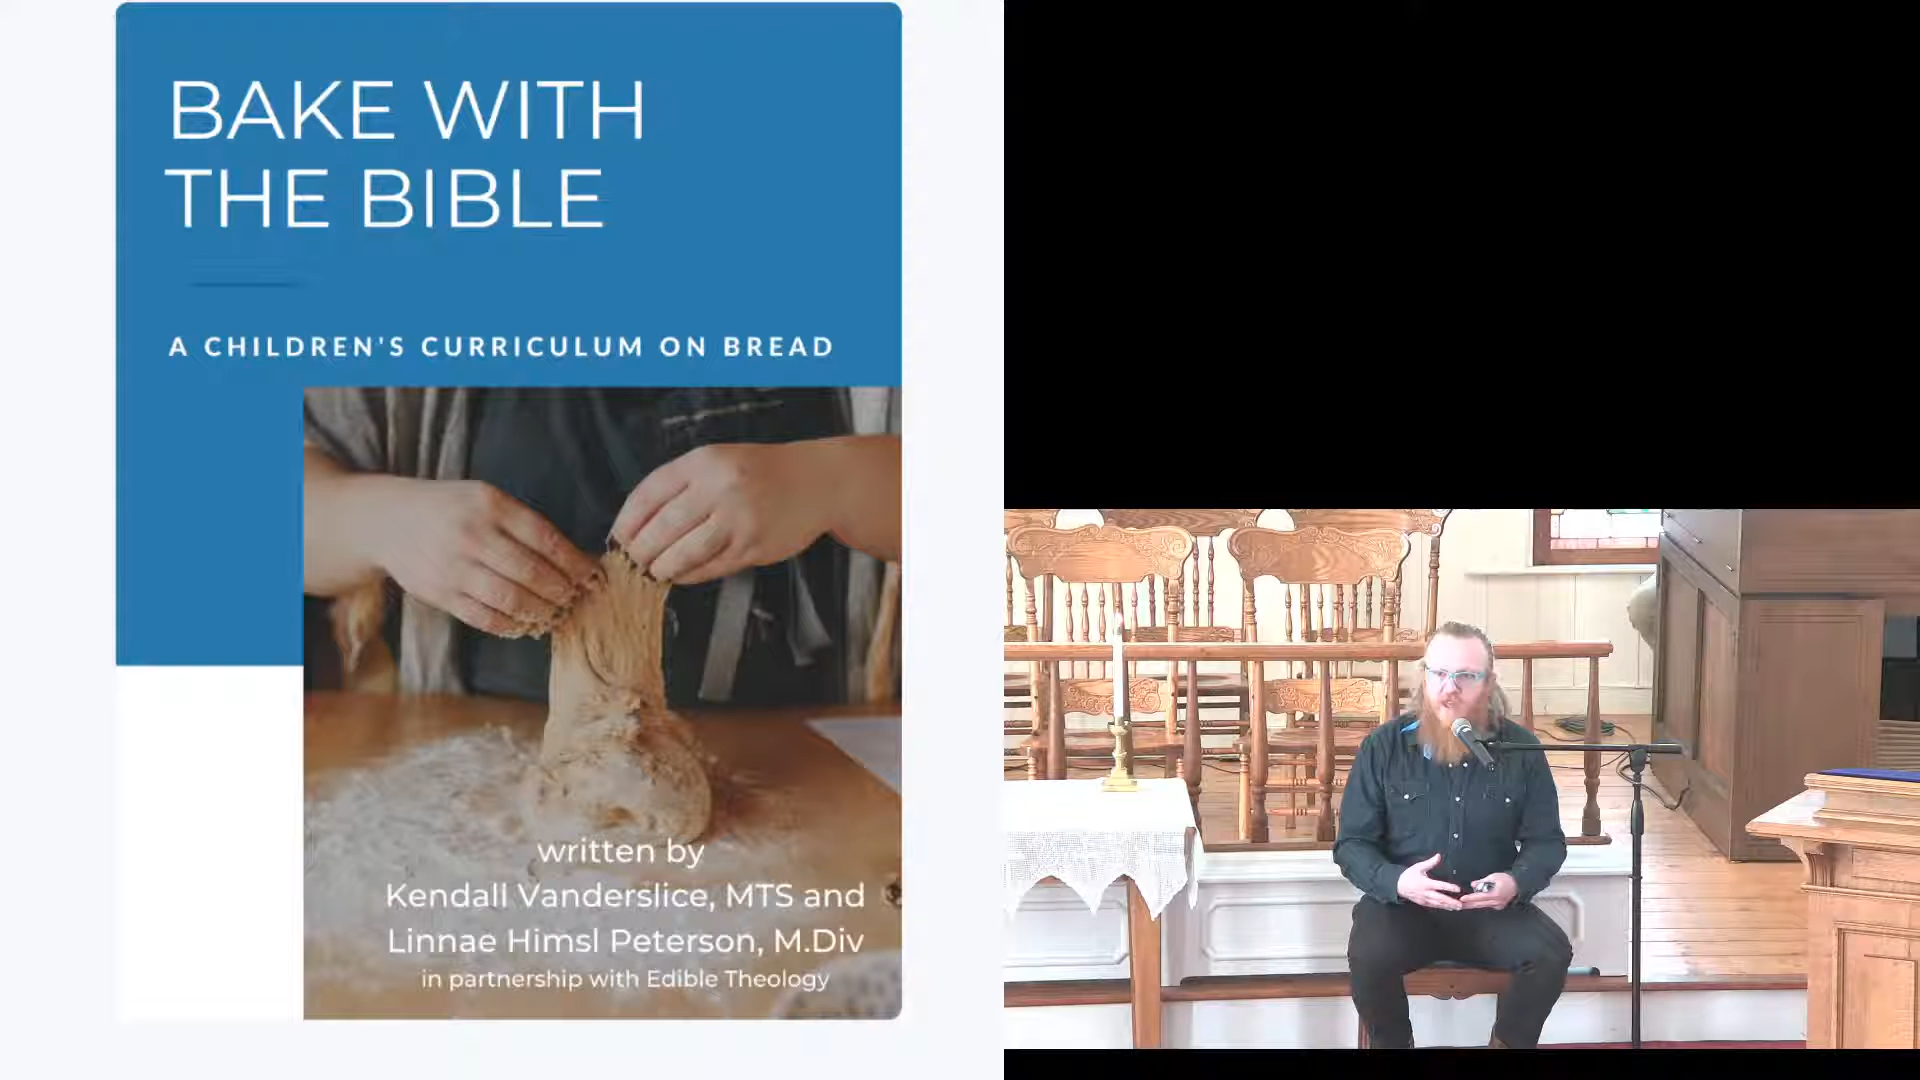 BAKE WITH
THE BIBLE
A CHILDREN'S CURRICULUM ON BREAD
written by
Kendall Vanderslice, MTS and
Linnae Himsl Peterson, M.Div
in partnership with Edible Theology